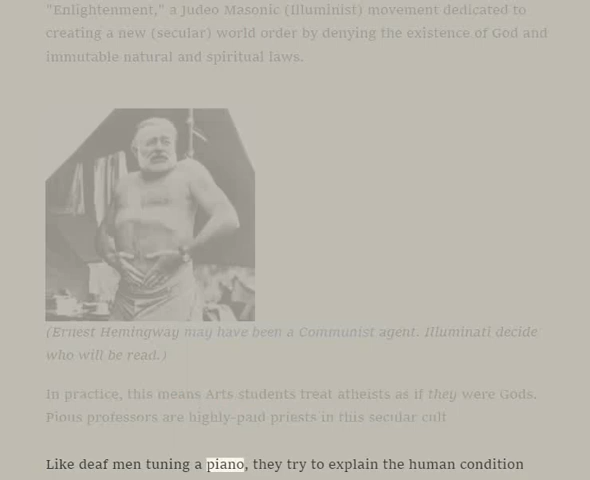 "Enlightenment," a Judeo Masonic (Illuminist) movement dedicated to
creating a new (secular) world order by denying the existence of God and
immutable natural and spiritual laws.
(Ernest Hemingway may have been a Communist agent. Illuminati decide
who will be read.)
In practice, this means Arts students treat atheists as if they were Gods.
Pious professors are highly-paid priests in this secular cult
Like deaf men tuning a piano, they try to explain the human condition